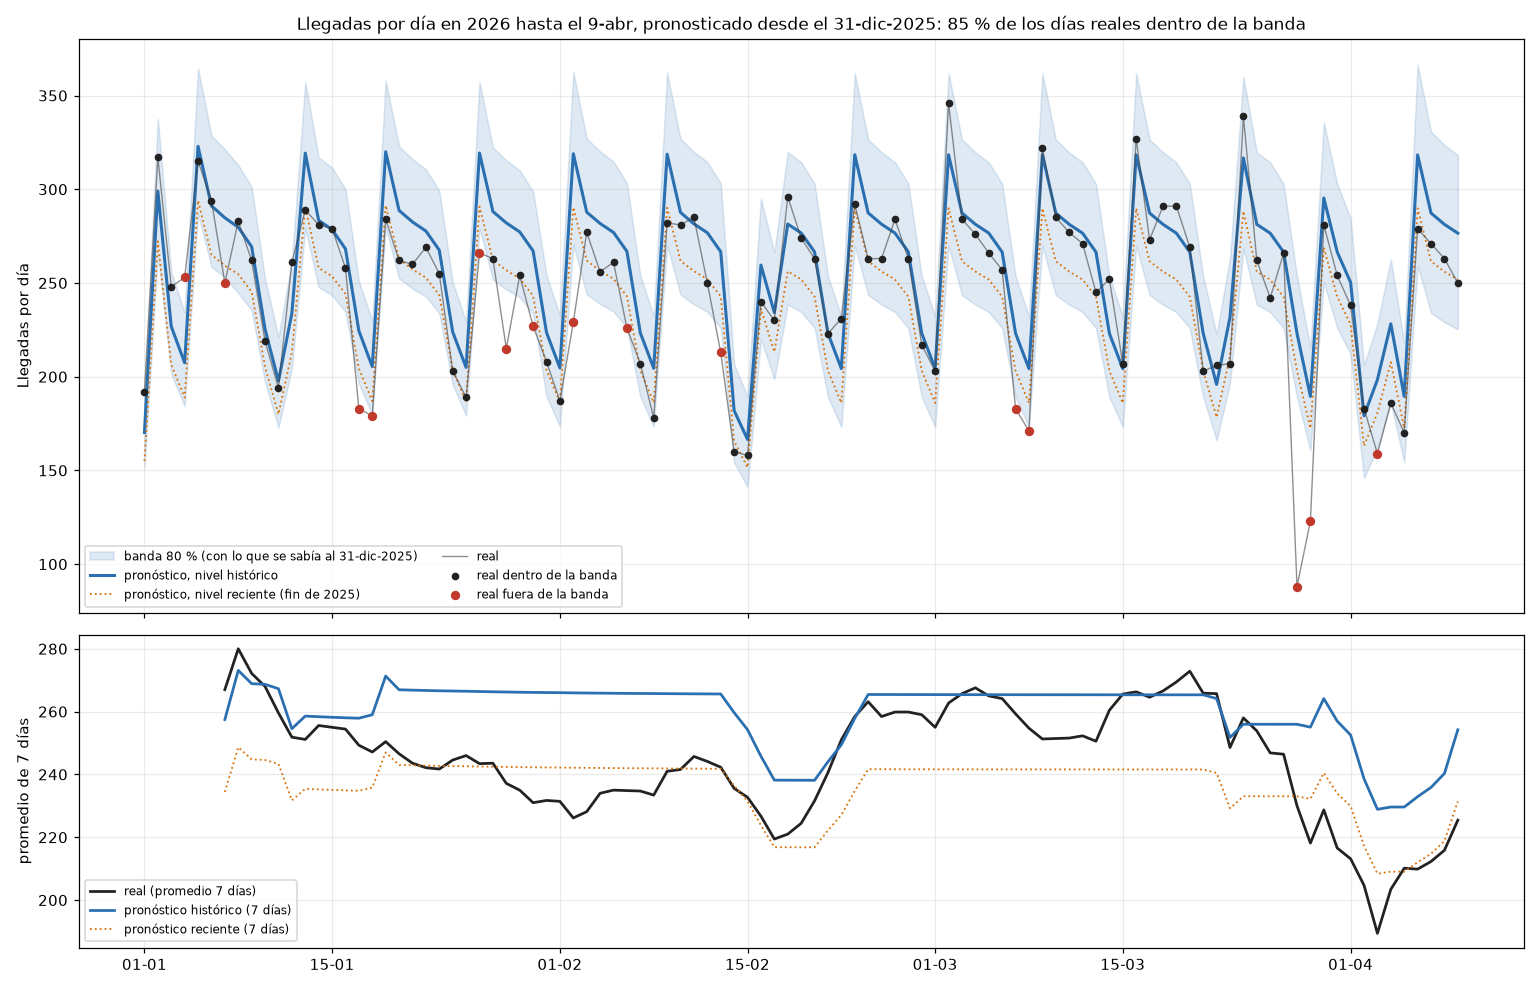 Llegadas por día en 2026 hasta el 9-abr, pronosticado desde el 31-dic-2025: 85 % de los días reales dentro de la banda
Llegadas por día
350
300
250
200
150
100
banda 80 % (con lo que se sabía al 31-dic-2025)
pronóstico, nivel histórico
pronóstico, nivel reciente (fin de 2025)
real
real dentro de la banda
real fuera de la banda
promedio de 7 días
280
260
240
220
200
real (promedio 7 días)
pronóstico histórico (7 días)
pronóstico reciente (7 días)
01-01
15-01
01-02
15-02
01-03
15-03
01-04